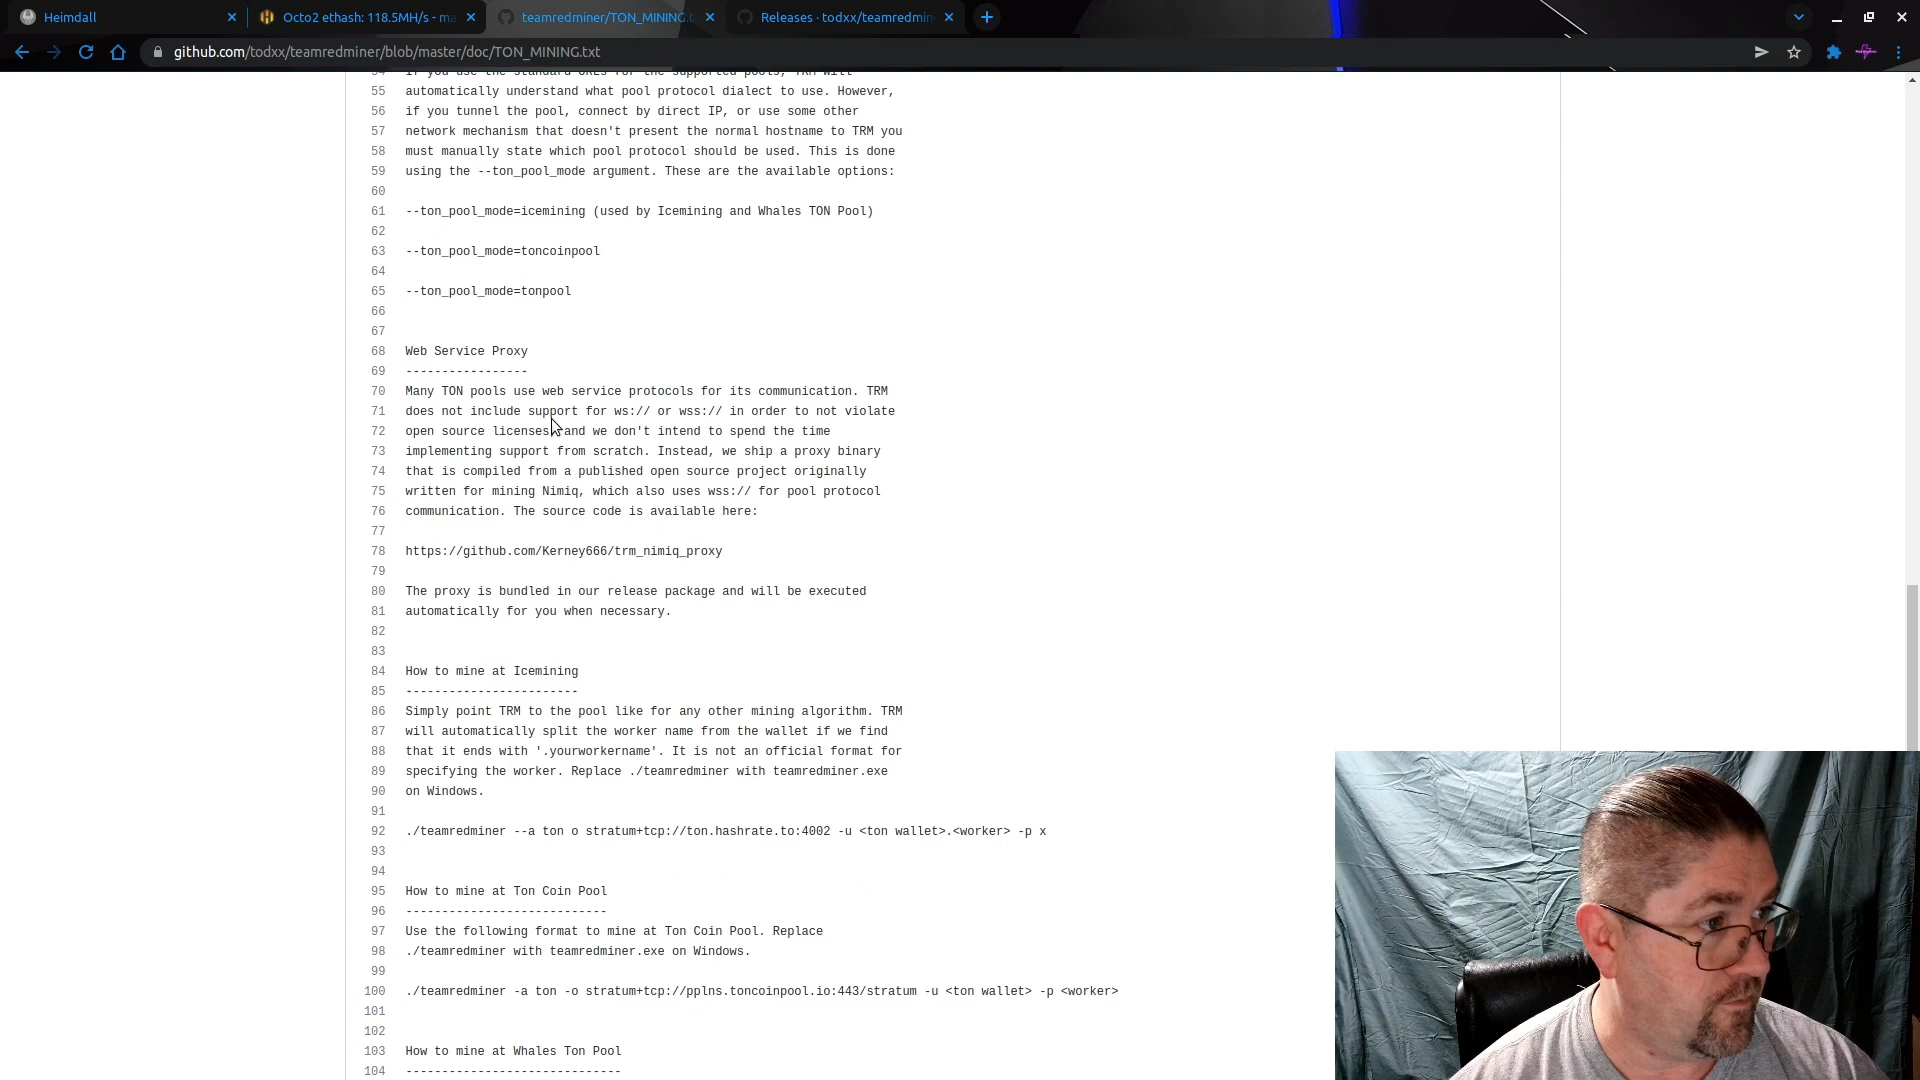 Heimdall
Octo2 ethash: 118.5MH/s - ma
teamredminer/TON_MINING.t
Releases · todxx/teamredmin
github.com/todxx/teamredminer/blob/master/doc/TON_MINING.txt
54 If you use the standard URLs for the supported pools, TRM will
55 automatically understand what pool protocol dialect to use. However,
56 if you tunnel the pool, connect by direct IP, or use some other
57 network mechanism that doesn't present the normal hostname to TRM you
58 must manually state which pool protocol should be used. This is done
59 using the --ton_pool_mode argument. These are the available options:
60
61 --ton_pool_mode=icemining (used by Icemining and Whales TON Pool)
62
63 --ton_pool_mode=toncoinpool
64
65 --ton_pool_mode=tonpool
66
67
68 Web Service Proxy
69 -----------------
70 Many TON pools use web service protocols for its communication. TRM
71 does not include support for ws:// or wss:// in order to not violate
72 open source licenses, and we don't intend to spend the time
73 implementing support from scratch. Instead, we ship a proxy binary
74 that is compiled from a published open source project originally
75 written for mining Nimiq, which also uses wss:// for pool protocol
76 communication. The source code is available here:
77
78 https://github.com/Kerney666/trm_nimiq_proxy
79
80 The proxy is bundled in our release package and will be executed
81 automatically for you when necessary.
82
83
84 How to mine at Icemining
85 ------------------------
86 Simply point TRM to the pool like for any other mining algorithm. TRM
87 will automatically split the worker name from the wallet if we find
88 that it ends with '.yourworkername'. It is not an official format for
89 specifying the worker. Replace ./teamredminer with teamredminer.exe
90 on Windows.
91
92 ./teamredminer --a ton o stratum+tcp://ton.hashrate.to:4002 -u <ton wallet>.<worker> -p x
93
94
95 How to mine at Ton Coin Pool
96 ----------------------------
97 Use the following format to mine at Ton Coin Pool. Replace
98 ./teamredminer with teamredminer.exe on Windows.
99
100 ./teamredminer -a ton -o stratum+tcp://pplns.toncoinpool.io:443/stratum -u <ton wallet> -p <worker>
101
102
103 How to mine at Whales Ton Pool
104 ------------------------------